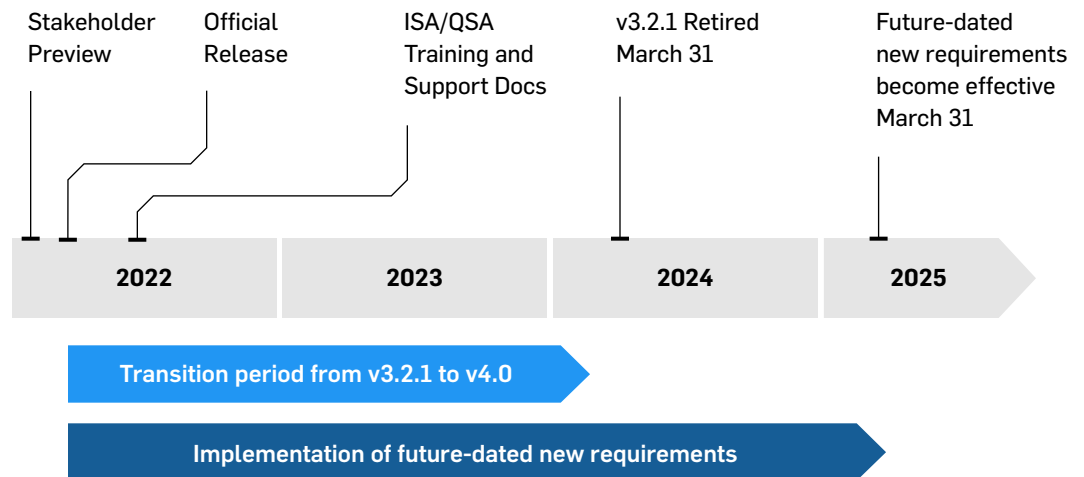 Stakeholder
Preview
Official
Release
ISA/QSA
Training and
Support Docs
v3.2.1 Retired
March 31
Future-dated
new requirements
become effective
March 31
2022
2023
2024
2025
Transition period from v3.2.1 to v4.0
Implementation of future-dated new requirements